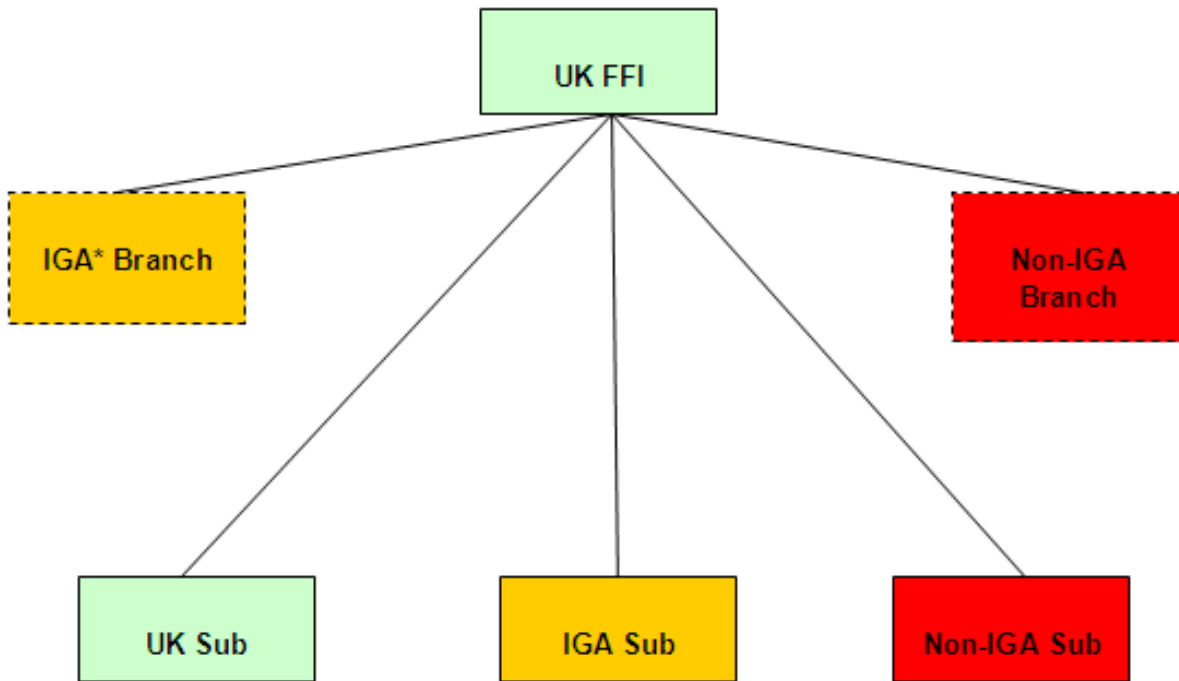 UK FFI
IGA* Branch
Non-IGA
Branch
UK Sub
IGA Sub
Non-IGA Sub